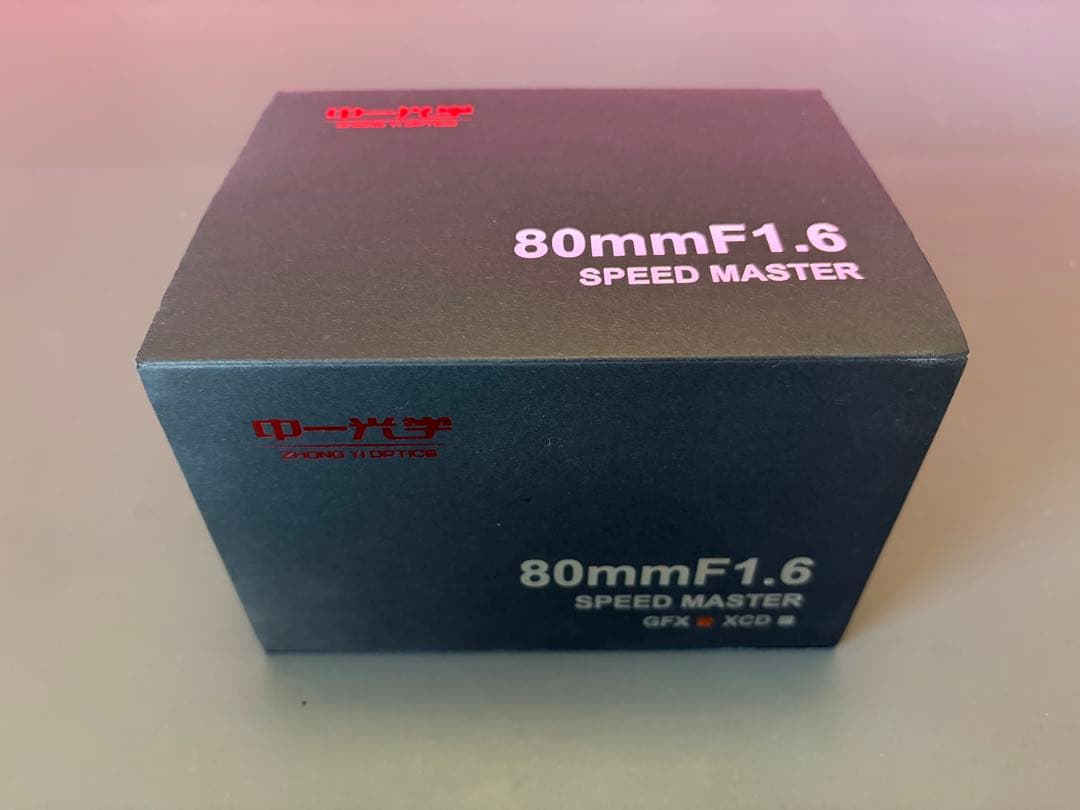 中一光学
ZHONG YI OPTICS
80mmF1.6
SPEED MASTER
中一光学
ZHONG YI OPTICS
80mmF1.6
SPEED MASTER
GFX XCD